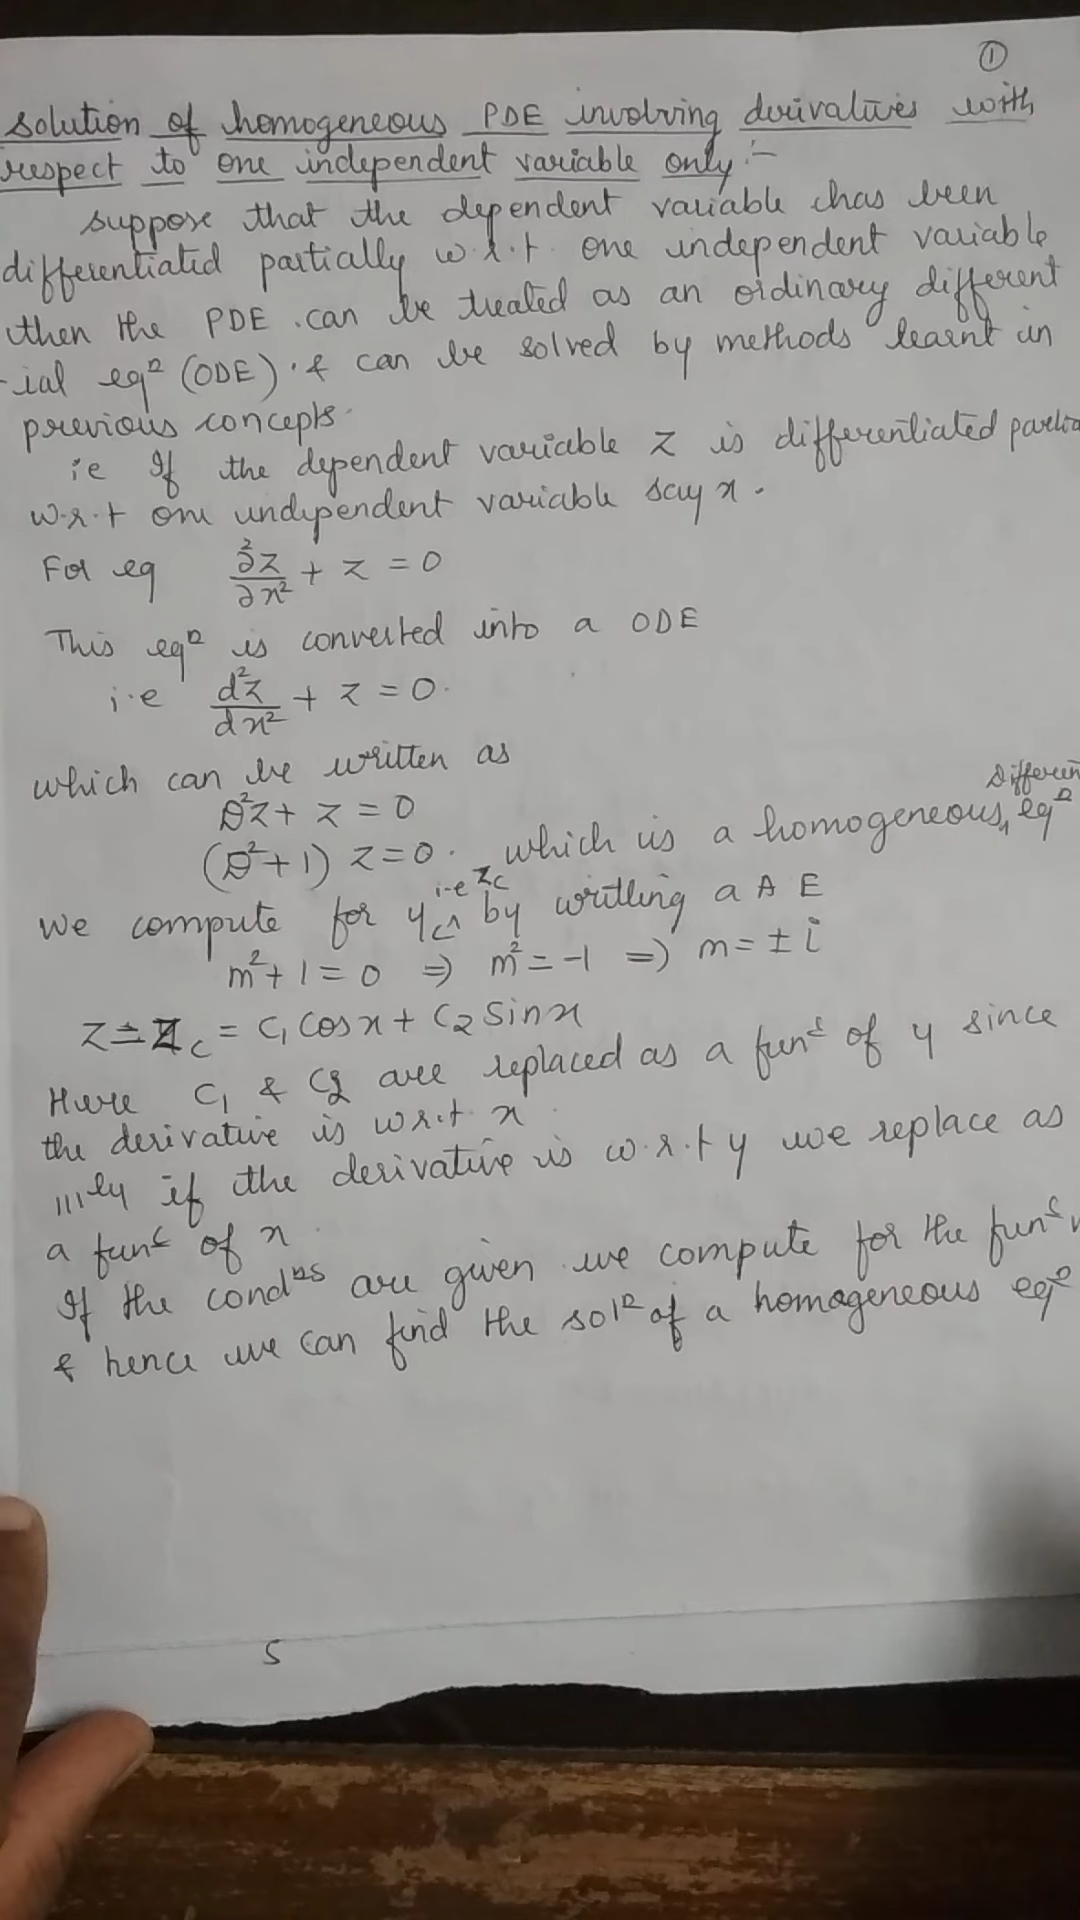 ①
Solution of homogeneous PDE involving derivatives with
respect to one independent variable only :-
suppose that the dependent variable has been
differentiated partially w.r.t. one independent variable
then the PDE can be treated as an ordinary different
-ial eqⁿ (ODE) & can be solved by methods learnt in
previous concepts.
ie If the dependent variable z is differentiated partia
w.r.t one independent variable say x.
For eg ∂²z/∂x² + z = 0
This eqⁿ is converted into a ODE
i.e d²z/dx² + z = 0.
which can be written as
D²z + z = 0
Differen
(D²+1) z = 0. which is a homogeneous eqⁿ
i-e zc
we compute for yc by writting a A E
m²+1=0 ⇒ m²=-1 ⇒ m=±i
z = zc = C₁ Cosx + C₂ Sinx
Here C₁ & C₂ are replaced as a funᶜ of y since
the derivative is w.r.t. x
llly if the derivative is w.r.t y we replace as
a funᶜ of x.
If the condⁿˢ are given we compute for the funᶜ
& hence we can find the solⁿ of a homogeneous eqⁿ
5